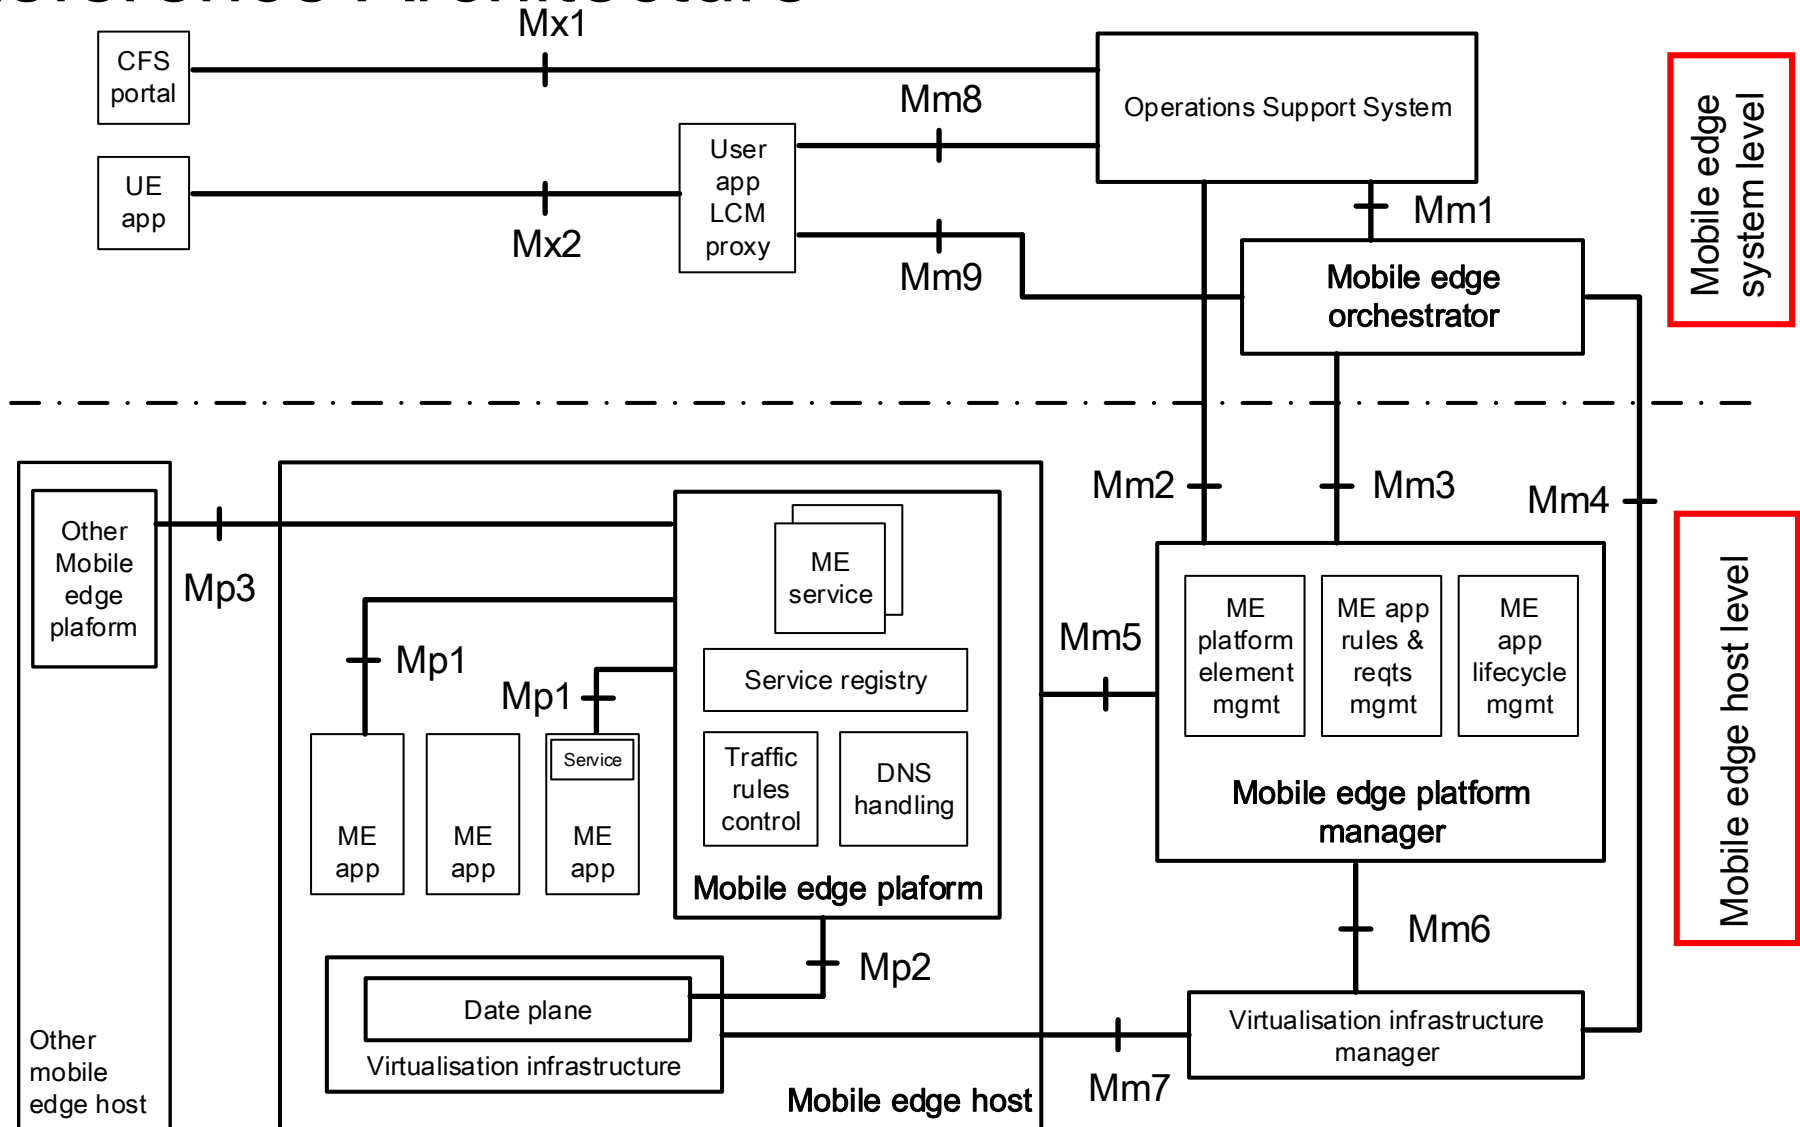 Mx1
CFS
portal
Operations Support System
Mm8
User
app
LCM
proxy
UE
app
Mx2
Mm9
Mm1
Mobile edge
orchestrator
Mobile edge
system level
Mm2
Mm3
Mm4
Other
Mobile
edge
plaform
Mp3
ME
service
Mp1
Mp1
Service registry
Mm5
ME
platform
element
mgmt
ME app
rules &
reqts
mgmt
ME
app
lifecycle
mgmt
Mobile edge host level
Service
ME
app
ME
app
ME
app
Traffic
rules
control
DNS
handling
Mobile edge platform
manager
Mobile edge plaform
Mp2
Mm6
Date plane
Virtualisation infrastructure
Virtualisation infrastructure
manager
Mm7
Other
mobile
edge host
Mobile edge host